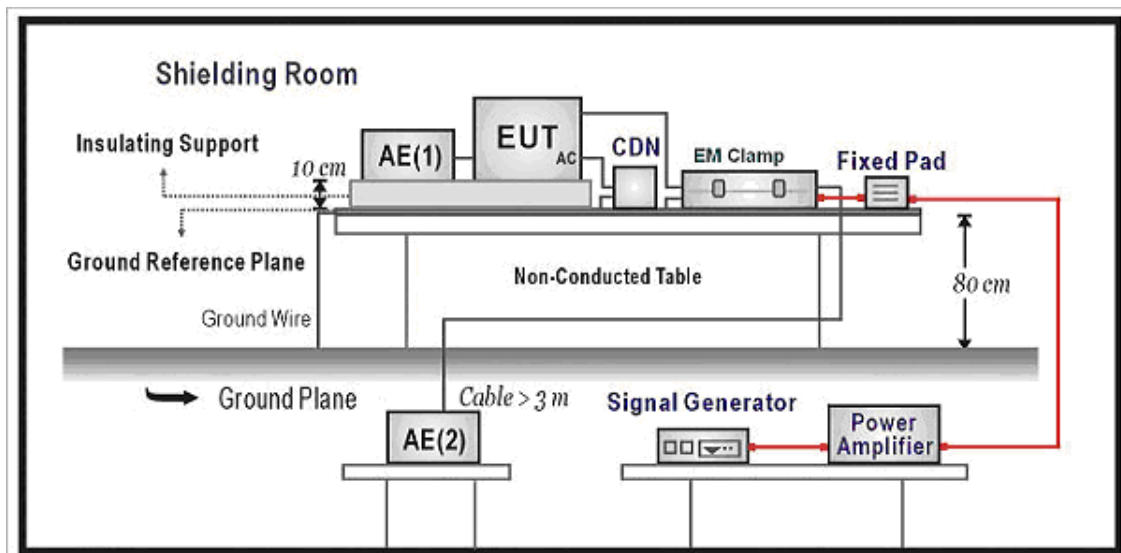 Shielding Room
Insulating Support
10 cm
AE(1)
EUT
AC
CDN
EM Clamp
Fixed Pad
Ground Reference Plane
Non-Conducted Table
80 cm
Ground Wire
Ground Plane
Cable > 3 m
Signal Generator
Power
Amplifier
AE(2)